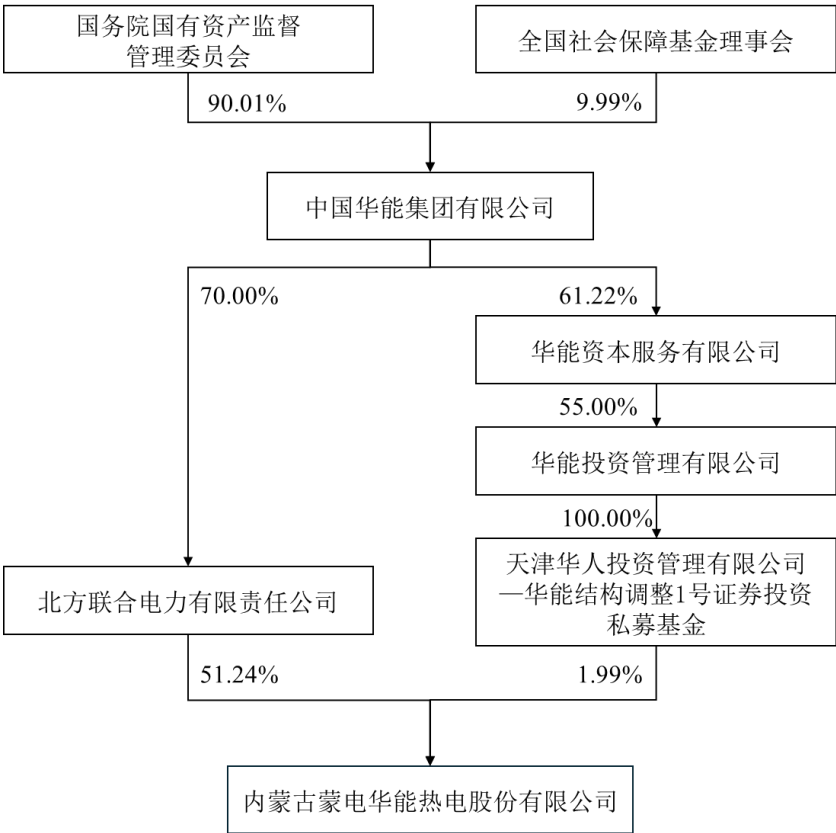 国务院国有资产监督
管理委员会
全国社会保障基金理事会
90.01%
9.99%
中国华能集团有限公司
70.00%
61.22%
华能资本服务有限公司
55.00%
华能投资管理有限公司
100.00%
天津华人投资管理有限公司
—华能结构调整1号证券投资
私募基金
北方联合电力有限责任公司
51.24%
1.99%
内蒙古蒙电华能热电股份有限公司